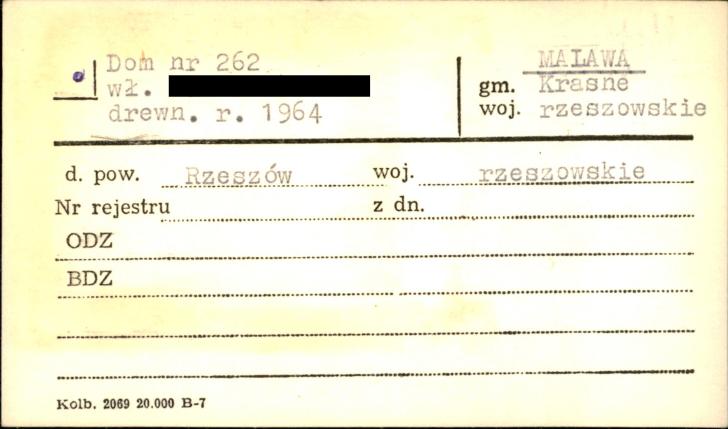 Dom nr 262
wł.
drewn. r. 1964
MALAWA
gm. Krasne
woj. rzeszowskie
d. pow. Rzeszów woj. rzeszowskie
Nr rejestru z dn.
ODZ
BDZ
Kolb. 2069 20.000 B-7